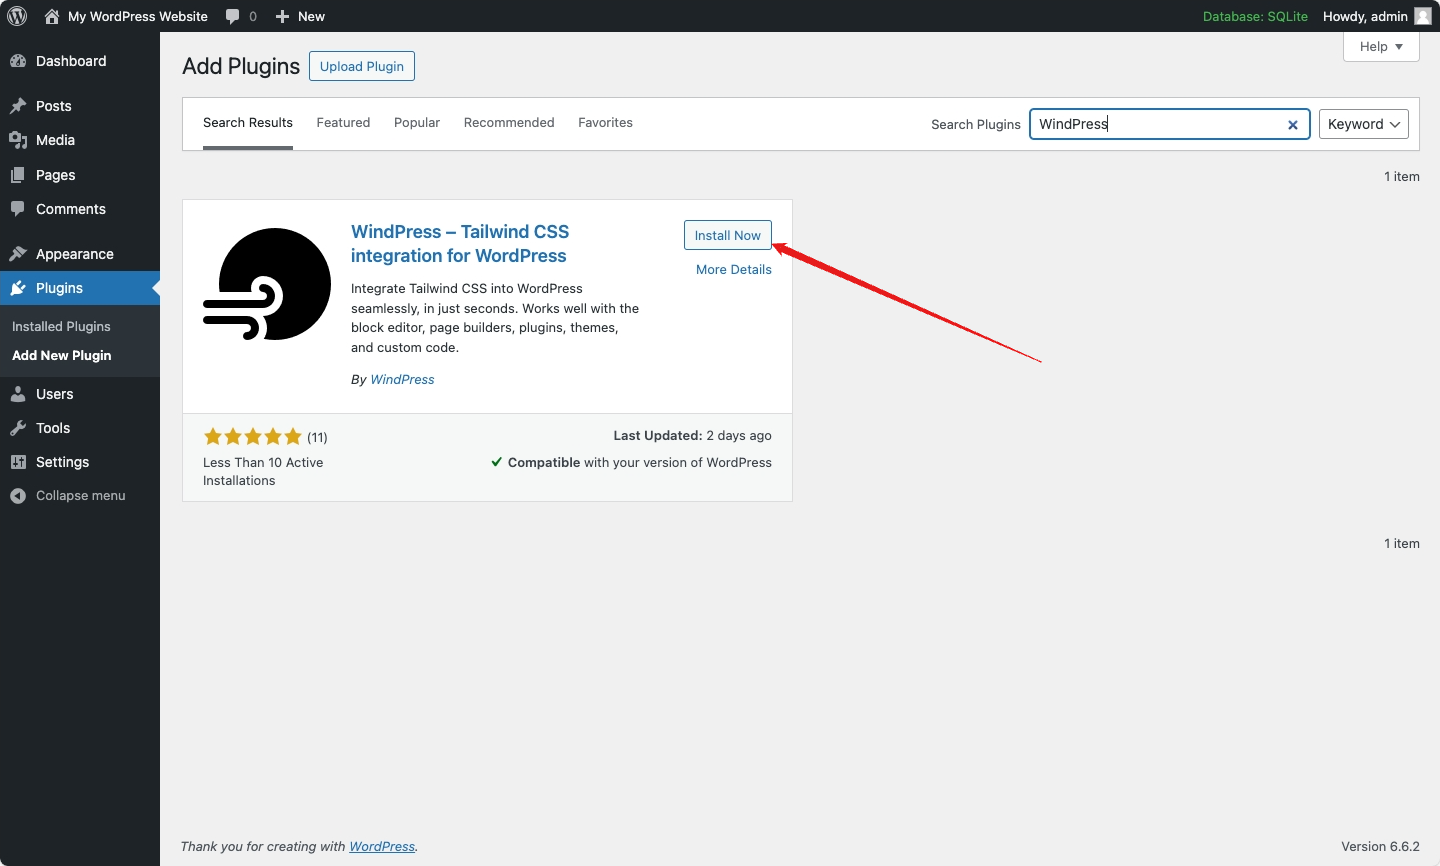 My WordPress Website 0 New Database: SQLite Howdy, admin
Help
Dashboard
Posts
Media
Pages
Comments
Appearance
Plugins
Installed Plugins
Add New Plugin
Users
Tools
Settings
Collapse menu
Add Plugins Upload Plugin
Search Results Featured Popular Recommended Favorites Search Plugins WindPress Keyword
1 item
WindPress – Tailwind CSS
integration for WordPress
Install Now
More Details
Integrate Tailwind CSS into WordPress
seamlessly, in just seconds. Works well with the
block editor, page builders, plugins, themes,
and custom code.
By WindPress
(11)
Less Than 10 Active
Installations
Last Updated: 2 days ago
Compatible with your version of WordPress
1 item
Thank you for creating with WordPress. Version 6.6.2